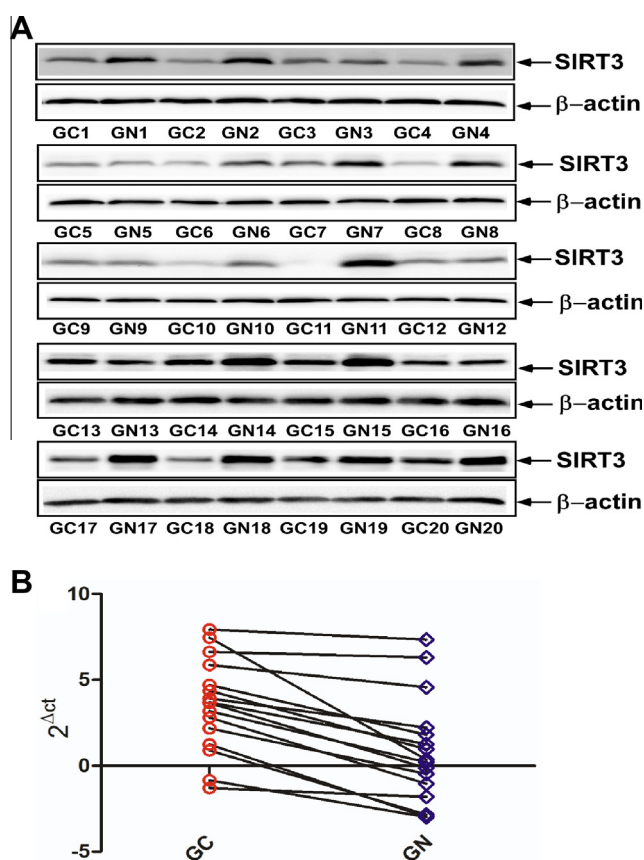 A
SIRT3
β-actin
GC1 GN1 GC2 GN2 GC3 GN3 GC4 GN4
SIRT3
β-actin
GC5 GN5 GC6 GN6 GC7 GN7 GC8 GN8
SIRT3
β-actin
GC9 GN9 GC10 GN10 GC11 GN11 GC12 GN12
SIRT3
β-actin
GC13 GN13 GC14 GN14 GC15 GN15 GC16 GN16
SIRT3
β-actin
GC17 GN17 GC18 GN18 GC19 GN19 GC20 GN20
B
10
5
0
-5
2^Δct
GC GN